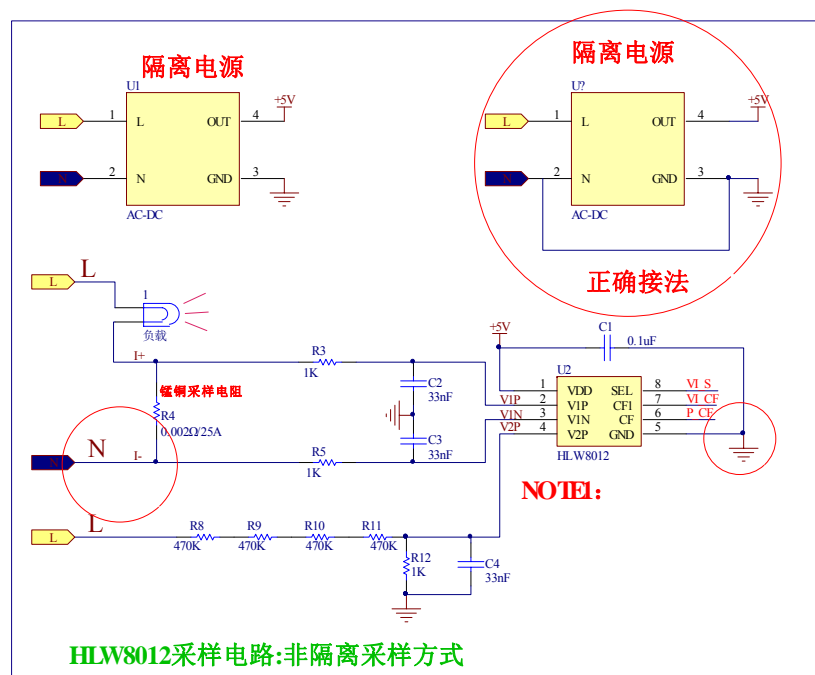 隔离电源
U1
L
1
L
OUT
4
+5V
N
2
N
GND
3
AC-DC
隔离电源
U?
L
1
L
OUT
4
+5V
N
2
N
GND
3
AC-DC
正确接法
L
L
1
负载
I+
锰铜采样电阻
R4
0.002Ω/25A
R3
1K
C2
33nF
C3
33nF
N
N
I-
R5
1K
+5V
C1
0.1uF
U2
1
VDD
SEL
8
VI_S
V1P
2
V1P
CF1
7
VI_CF
V1N
3
V1N
CF
6
P_CF
V2P
4
V2P
GND
5
HLW8012
NOTE1:
L
L
R8
470K
R9
470K
R10
470K
R11
470K
R12
1K
C4
33nF
HLW8012采样电路:非隔离采样方式